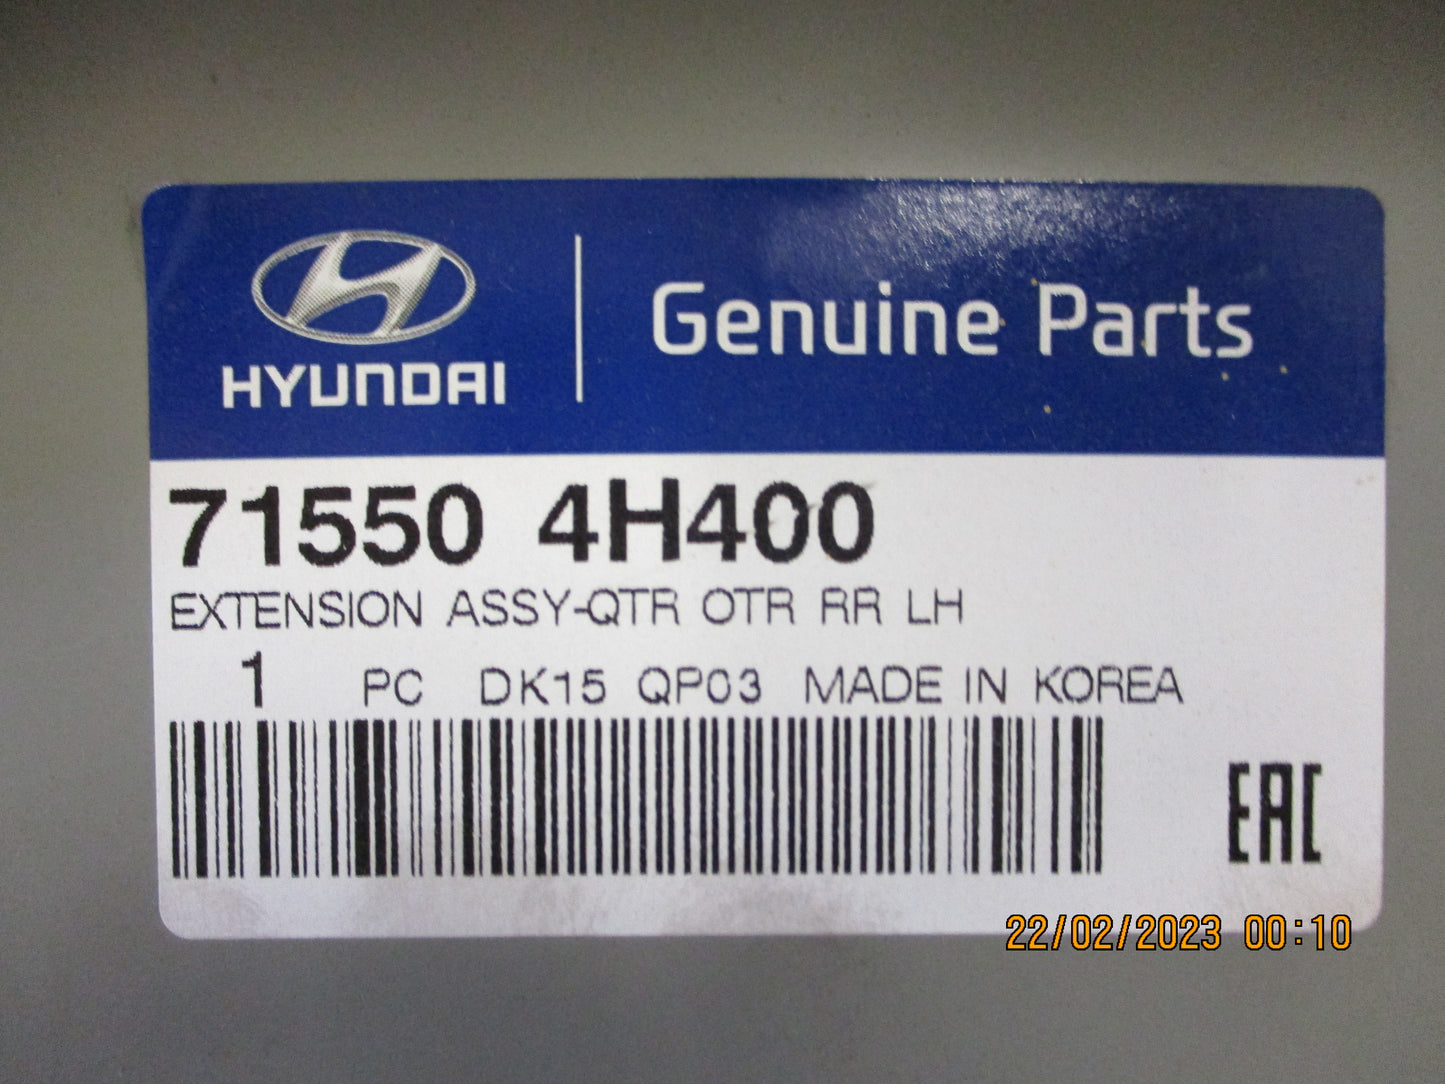 HYUNDAI
Genuine Parts
71550 4H400
EXTENSION ASSY-QTR OTR RR LH
1 PC DK15 QP03 MADE IN KOREA
EAC
22/02/2023 00:10